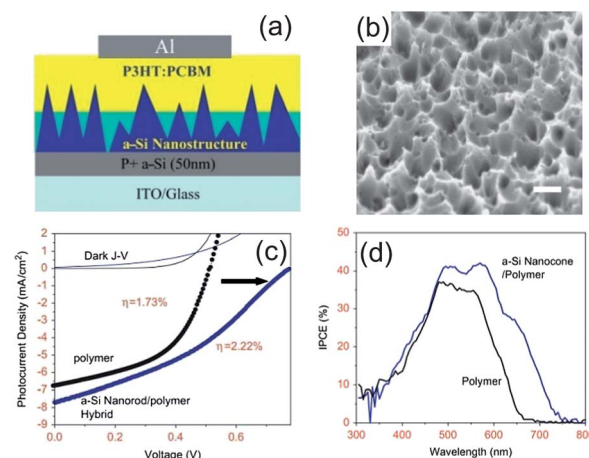 (a)
Al
P3HT:PCBM
a-Si Nanostructure
P+ a-Si (50nm)
ITO/Glass
(b)
(c)
2
1
0
-1
-2
-3
-4
-5
-6
-7
-8
-9
Photocurrent Density (mA/cm²)
Dark J-V
η=1.73%
η=2.22%
polymer
a-Si Nanorod/polymer
Hybrid
0.0 0.2 0.4 0.6
Voltage (V)
(d)
50
40
30
20
10
0
IPCE (%)
a-Si Nanocone
/Polymer
Polymer
300 400 500 600 700 80
Wavelength (nm)